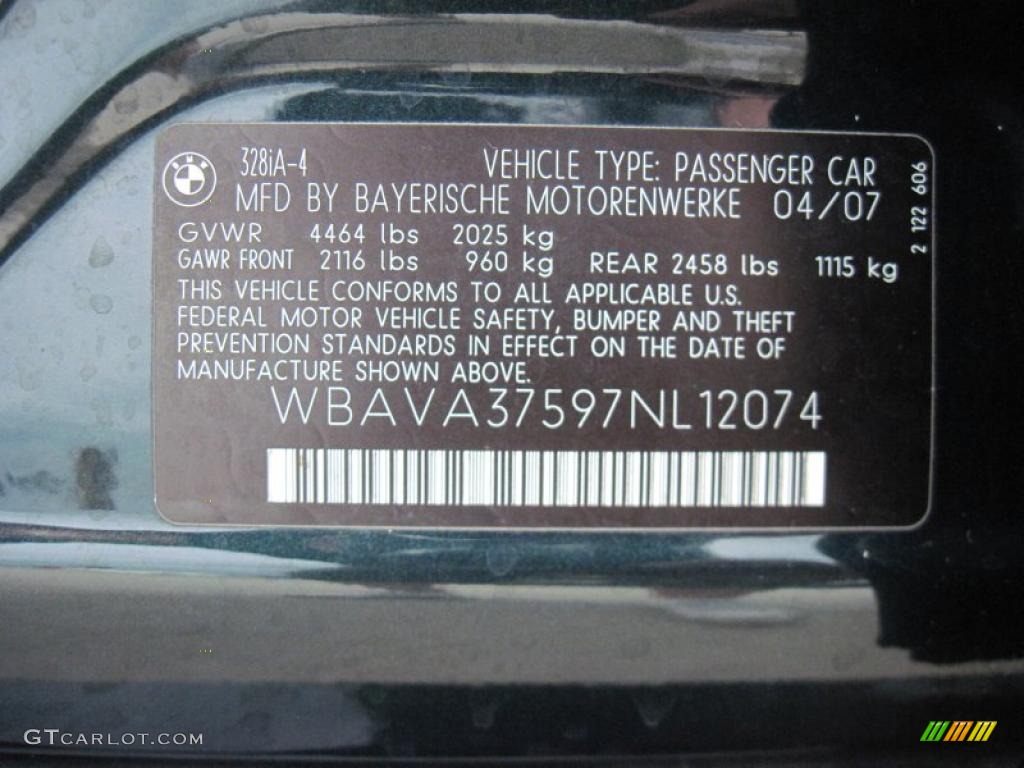 328iA-4 VEHICLE TYPE: PASSENGER CAR
MFD BY BAYERISCHE MOTORENWERKE 04/07
GVWR 4464 lbs 2025 kg
GAWR FRONT 2116 lbs 960 kg REAR 2458 lbs 1115 kg
THIS VEHICLE CONFORMS TO ALL APPLICABLE U.S.
FEDERAL MOTOR VEHICLE SAFETY, BUMPER AND THEFT
PREVENTION STANDARDS IN EFFECT ON THE DATE OF
MANUFACTURE SHOWN ABOVE.
WBAVA37597NL12074
2 122 606
GTCARLOT.COM